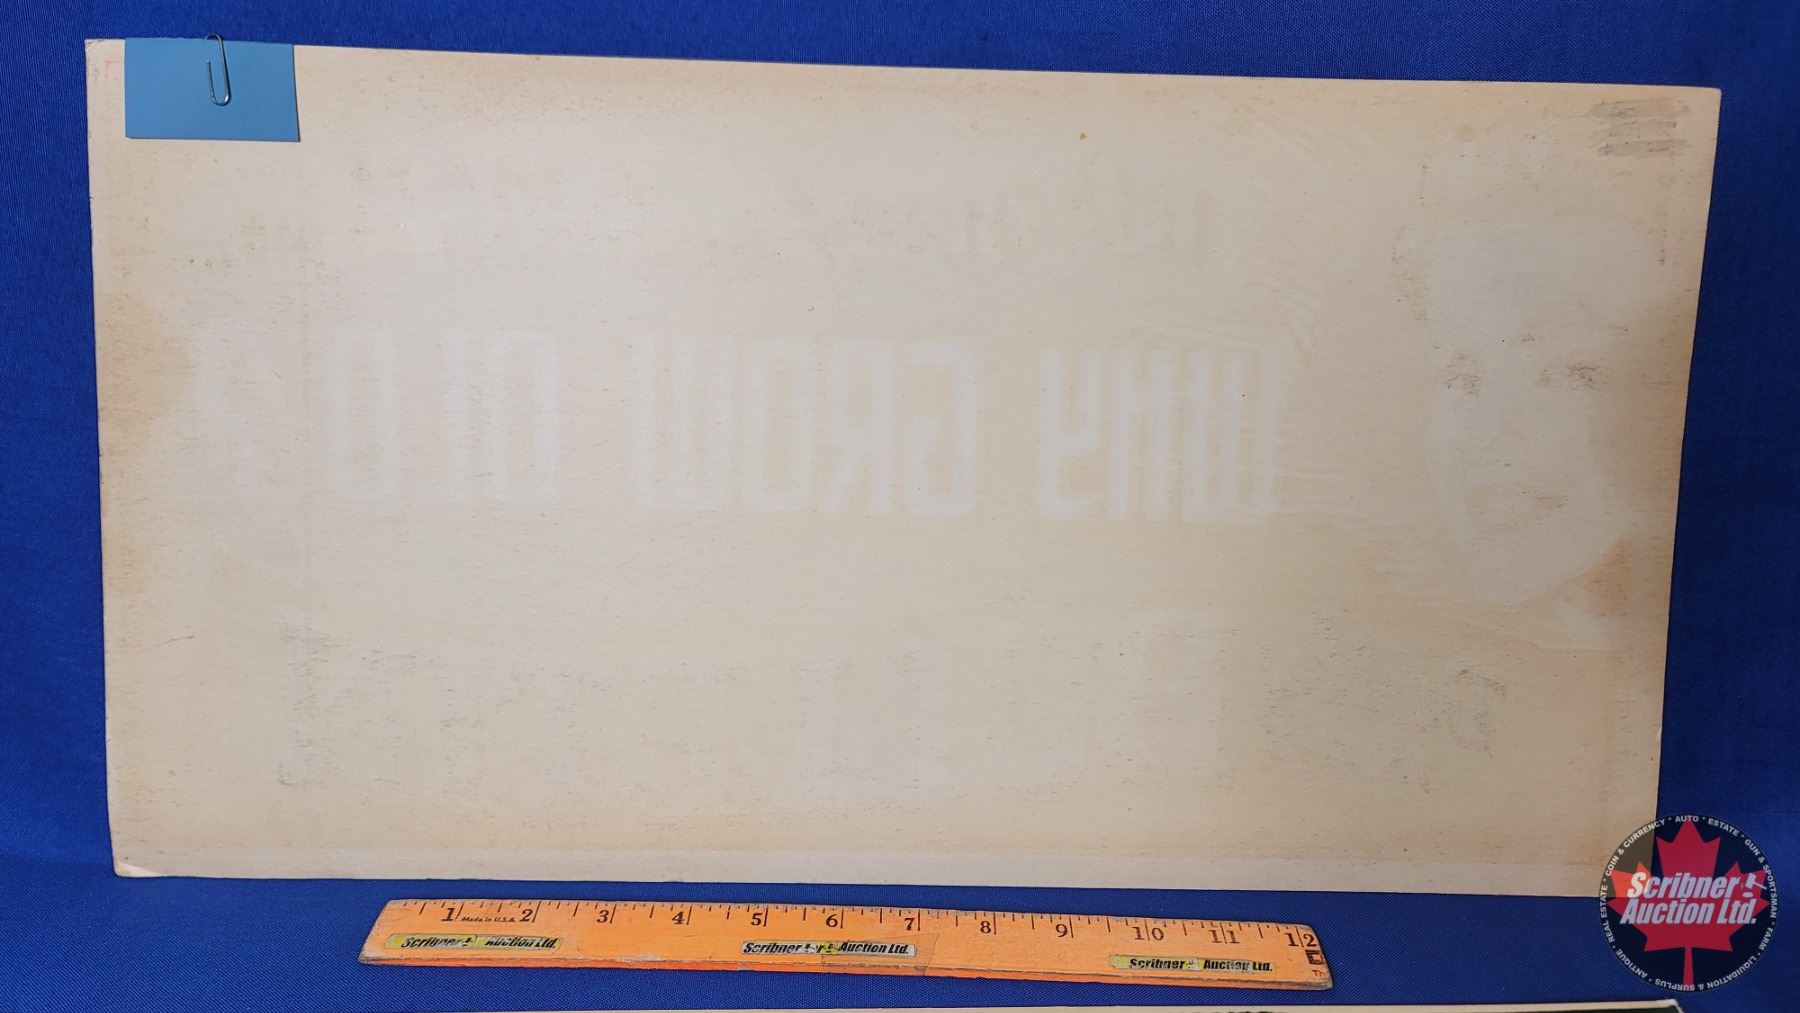 WHY GROW OLD?
1 2 3 4 5 6 7 8 9 10 11 12
Made in U.S.A.
Scribner Auction Ltd. Scribner Auction Ltd. Scribner Auction Ltd.
COIN & CURRENCY * AUTO * ESTATE * GUN & SPORTSMAN * FARM * LIQUIDATION & SURPLUS * ANTIQUE * REAL ESTATE *
Scribner
Auction Ltd.